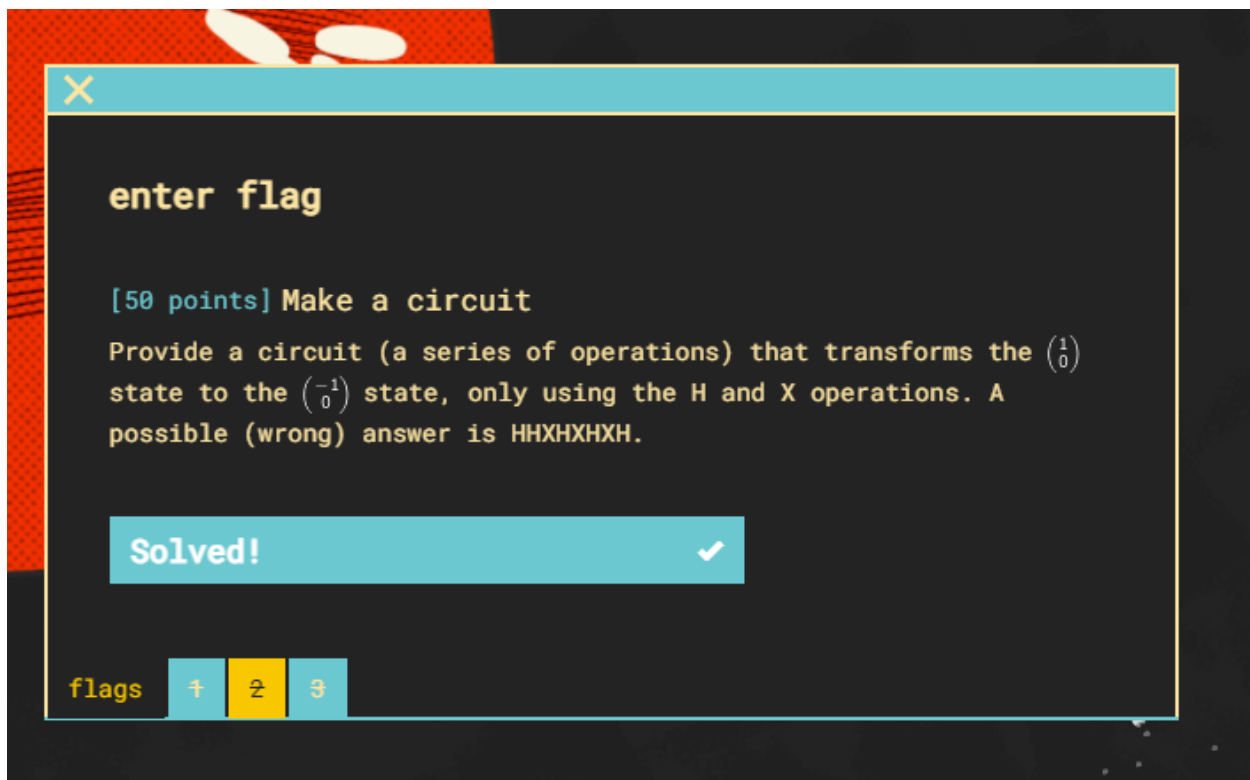 enter flag
[50 points] Make a circuit
Provide a circuit (a series of operations) that transforms the (1 0)
state to the (-1 0) state, only using the H and X operations. A
possible (wrong) answer is HHXHXHXH.
Solved!
flags 1 2 3